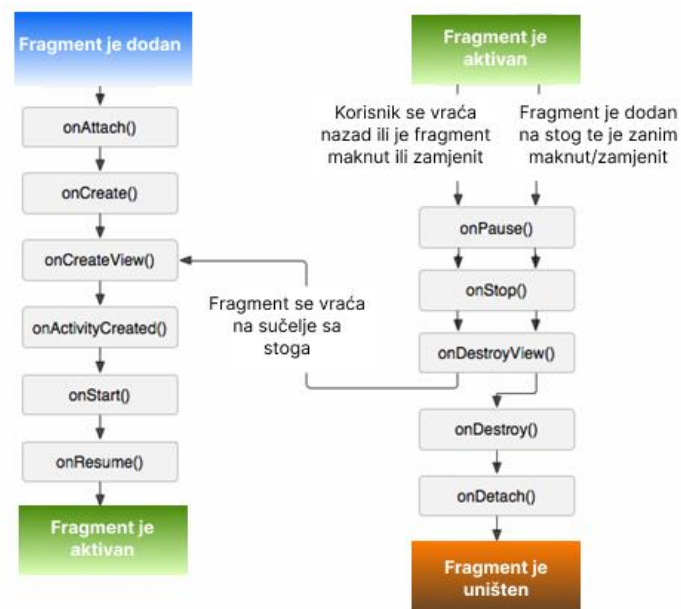 Fragment je dodan
onAttach()
onCreate()
onCreateView()
onActivityCreated()
onStart()
onResume()
Fragment je
aktivan
Fragment se vraća
na sučelje sa
stoga
Fragment je
aktivan
Korisnik se vraća
nazad ili je fragment
maknut ili zamjenit
Fragment je dodan
na stog te je zanim
maknut/zamjenit
onPause()
onStop()
onDestroyView()
onDestroy()
onDetach()
Fragment je
uništen